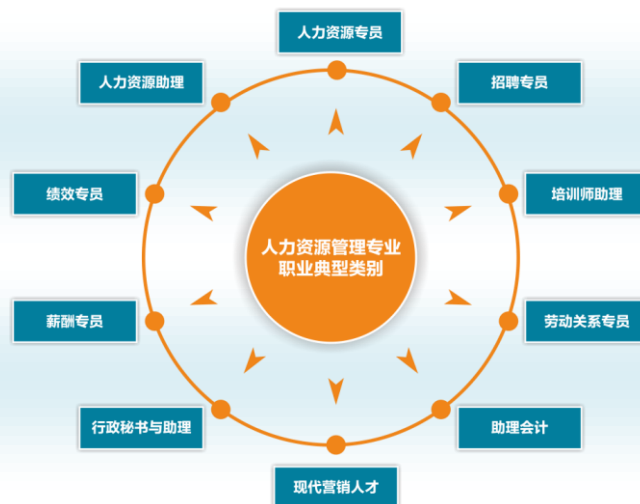 人力资源专员
人力资源助理
招聘专员
绩效专员
培训师助理
人力资源管理专业
职业典型类别
薪酬专员
劳动关系专员
行政秘书与助理
助理会计
现代营销人才